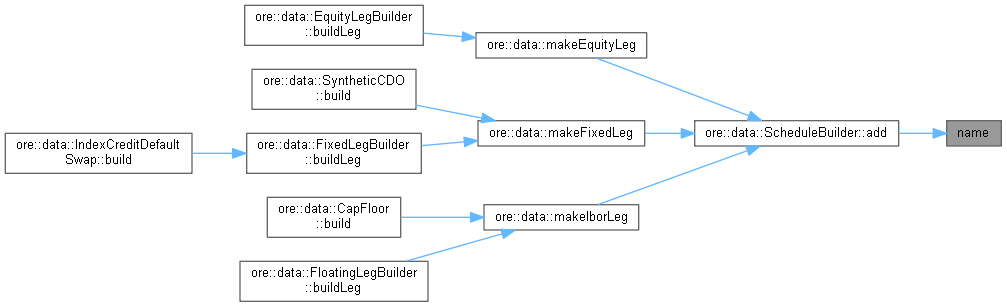 ore::data::EquityLegBuilder
::buildLeg
ore::data::makeEquityLeg
ore::data::SyntheticCDO
::build
ore::data::makeFixedLeg
ore::data::ScheduleBuilder::add
name
ore::data::IndexCreditDefault
Swap::build
ore::data::FixedLegBuilder
::buildLeg
ore::data::CapFloor
::build
ore::data::makeIborLeg
ore::data::FloatingLegBuilder
::buildLeg